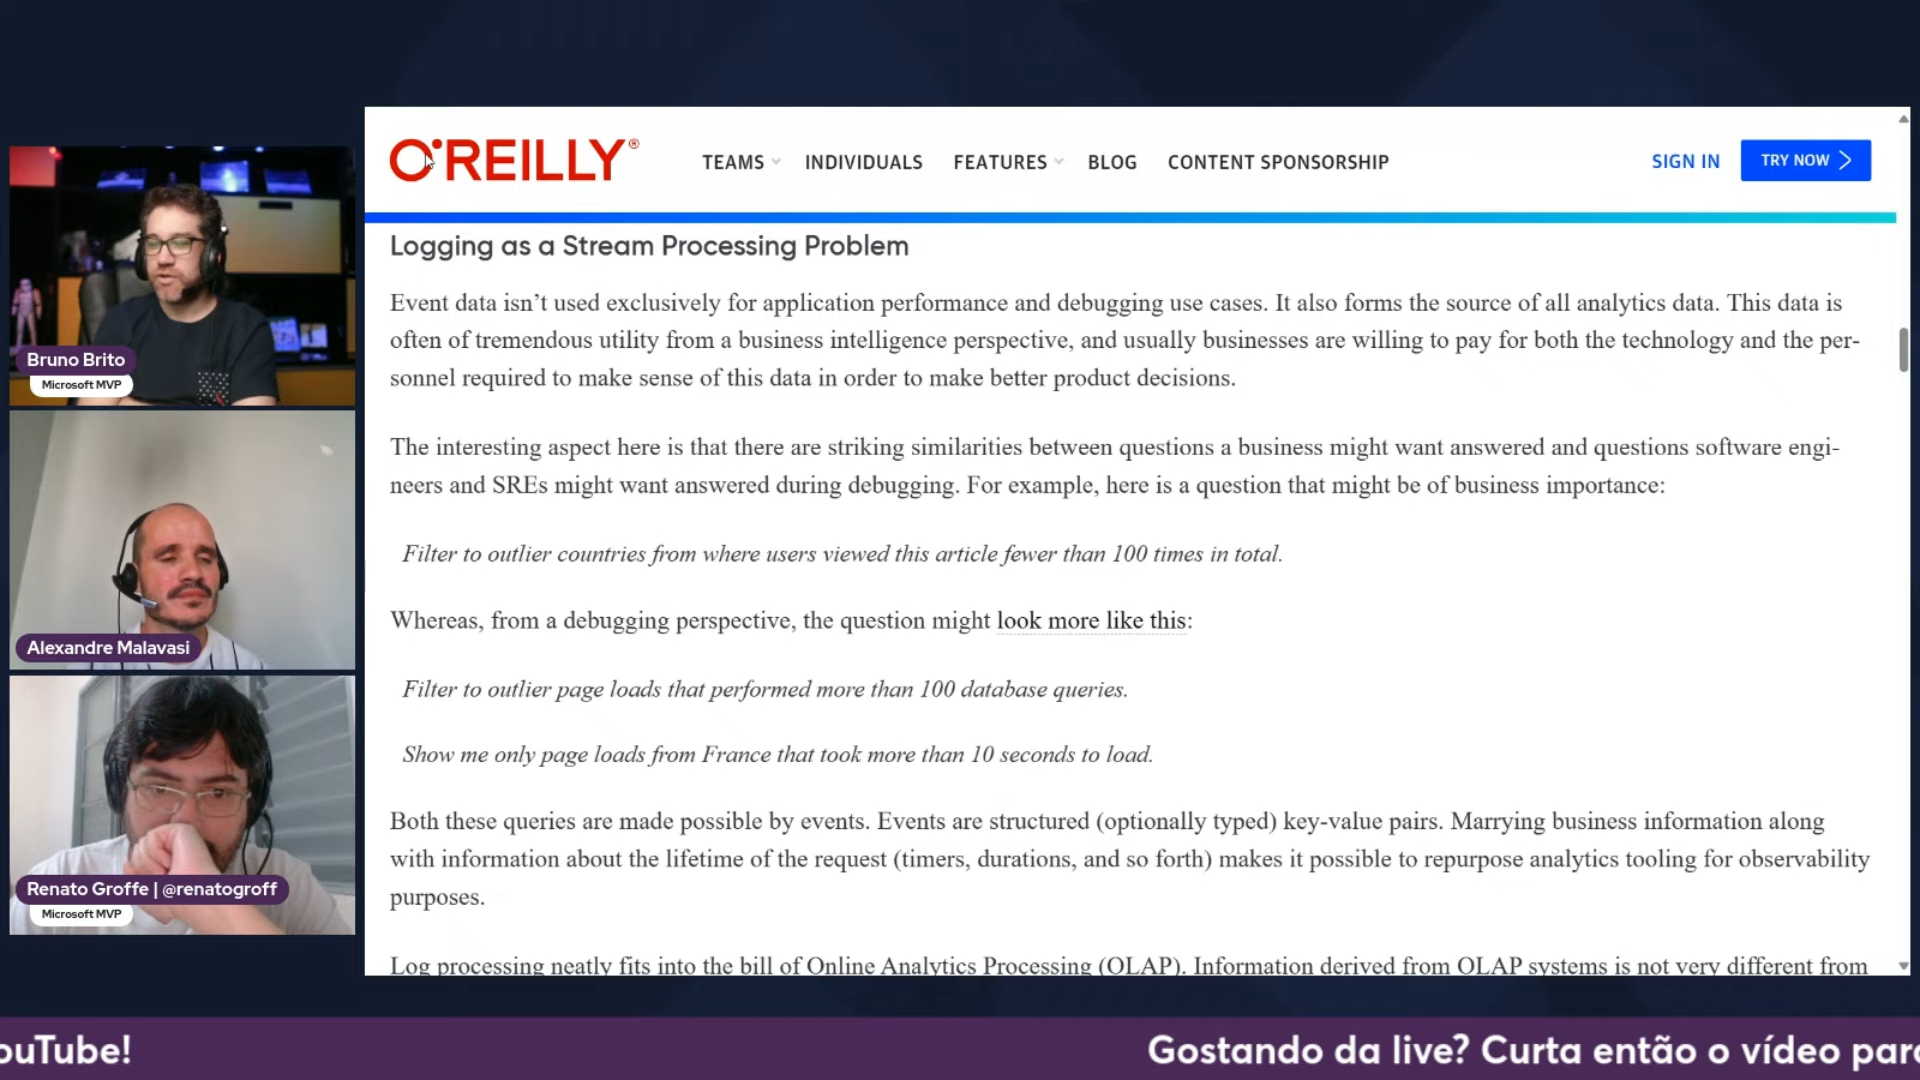 O'REILLY®
TEAMS
INDIVIDUALS
FEATURES
BLOG
CONTENT SPONSORSHIP
SIGN IN
TRY NOW
Logging as a Stream Processing Problem
Event data isn’t used exclusively for application performance and debugging use cases. It also forms the source of all analytics data. This data is
often of tremendous utility from a business intelligence perspective, and usually businesses are willing to pay for both the technology and the per-
sonnel required to make sense of this data in order to make better product decisions.
The interesting aspect here is that there are striking similarities between questions a business might want answered and questions software engi-
neers and SREs might want answered during debugging. For example, here is a question that might be of business importance:
Filter to outlier countries from where users viewed this article fewer than 100 times in total.
Whereas, from a debugging perspective, the question might look more like this:
Filter to outlier page loads that performed more than 100 database queries.
Show me only page loads from France that took more than 10 seconds to load.
Both these queries are made possible by events. Events are structured (optionally typed) key-value pairs. Marrying business information along
with information about the lifetime of the request (timers, durations, and so forth) makes it possible to repurpose analytics tooling for observability
purposes.
Log processing neatly fits into the bill of Online Analytics Processing (OLAP). Information derived from OLAP systems is not very different from
Bruno Brito
Microsoft MVP
Alexandre Malavasi
Renato Groffe | @renatogroff
Microsoft MVP
ouTube!
Gostando da live? Curta então o vídeo para